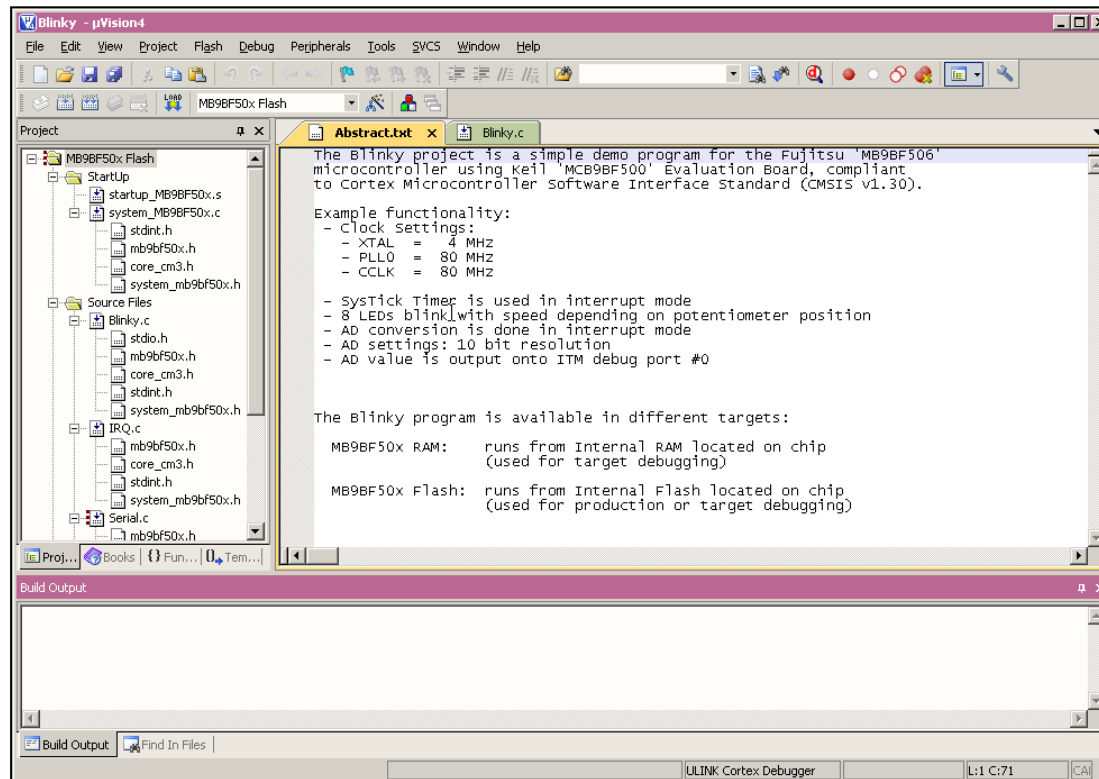 Blinky - µVision4
File Edit View Project Flash Debug Peripherals Tools SVCS Window Help
LOAD
MB9BF50x Flash
Project
MB9BF50x Flash
StartUp
startup_MB9BF50x.s
system_MB9BF50x.c
stdint.h
mb9bf50x.h
core_cm3.h
system_mb9bf50x.h
Source Files
Blinky.c
stdio.h
mb9bf50x.h
core_cm3.h
stdint.h
system_mb9bf50x.h
IRQ.c
mb9bf50x.h
core_cm3.h
stdint.h
system_mb9bf50x.h
Serial.c
mb9bf50x.h
Proj... Books {} Fun... Tem...
Abstract.txt Blinky.c
The Blinky project is a simple demo program for the Fujitsu 'MB9BF506'
microcontroller using Keil 'MCB9BF500' Evaluation Board, compliant
to Cortex Microcontroller Software Interface Standard (CMSIS v1.30).
Example functionality:
- Clock Settings:
- XTAL = 4 MHz
- PLL0 = 80 MHz
- CCLK = 80 MHz
- SysTick Timer is used in interrupt mode
- 8 LEDs blink with speed depending on potentiometer position
- AD conversion is done in interrupt mode
- AD settings: 10 bit resolution
- AD value is output onto ITM debug port #0
The Blinky program is available in different targets:
MB9BF50x RAM: runs from Internal RAM located on chip
(used for target debugging)
MB9BF50x Flash: runs from Internal Flash located on chip
(used for production or target debugging)
Build Output
Build Output Find In Files
ULINK Cortex Debugger L:1 C:71